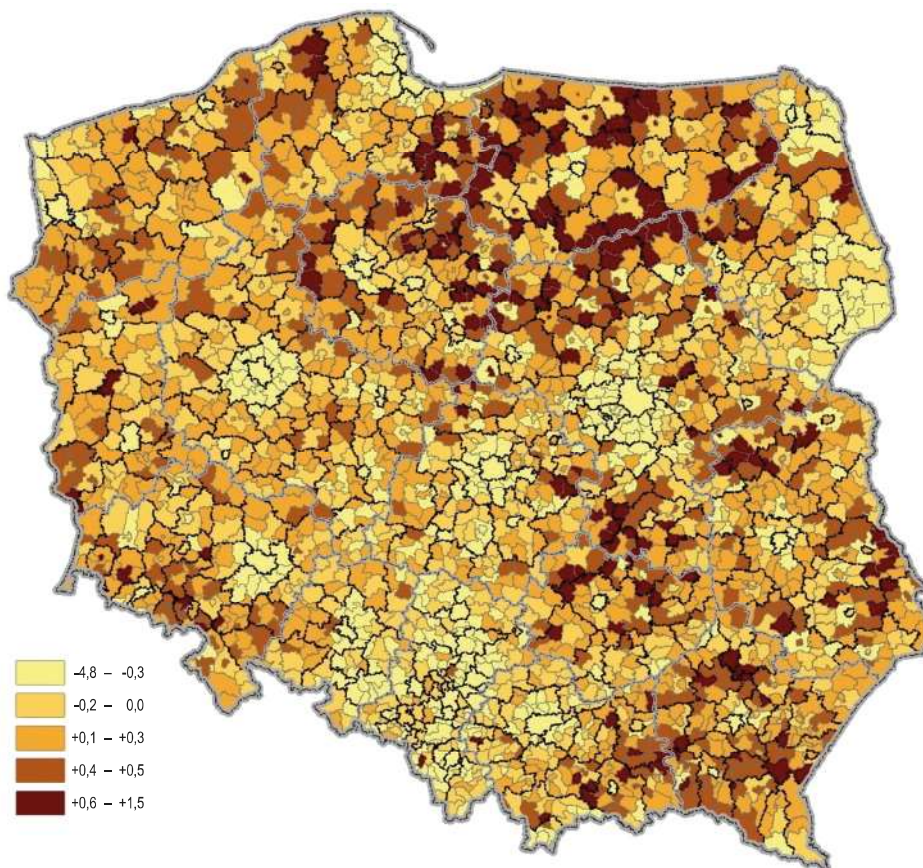 -4,8 – -0,3
-0,2 – 0,0
+0,1 – +0,3
+0,4 – +0,5
+0,6 – +1,5